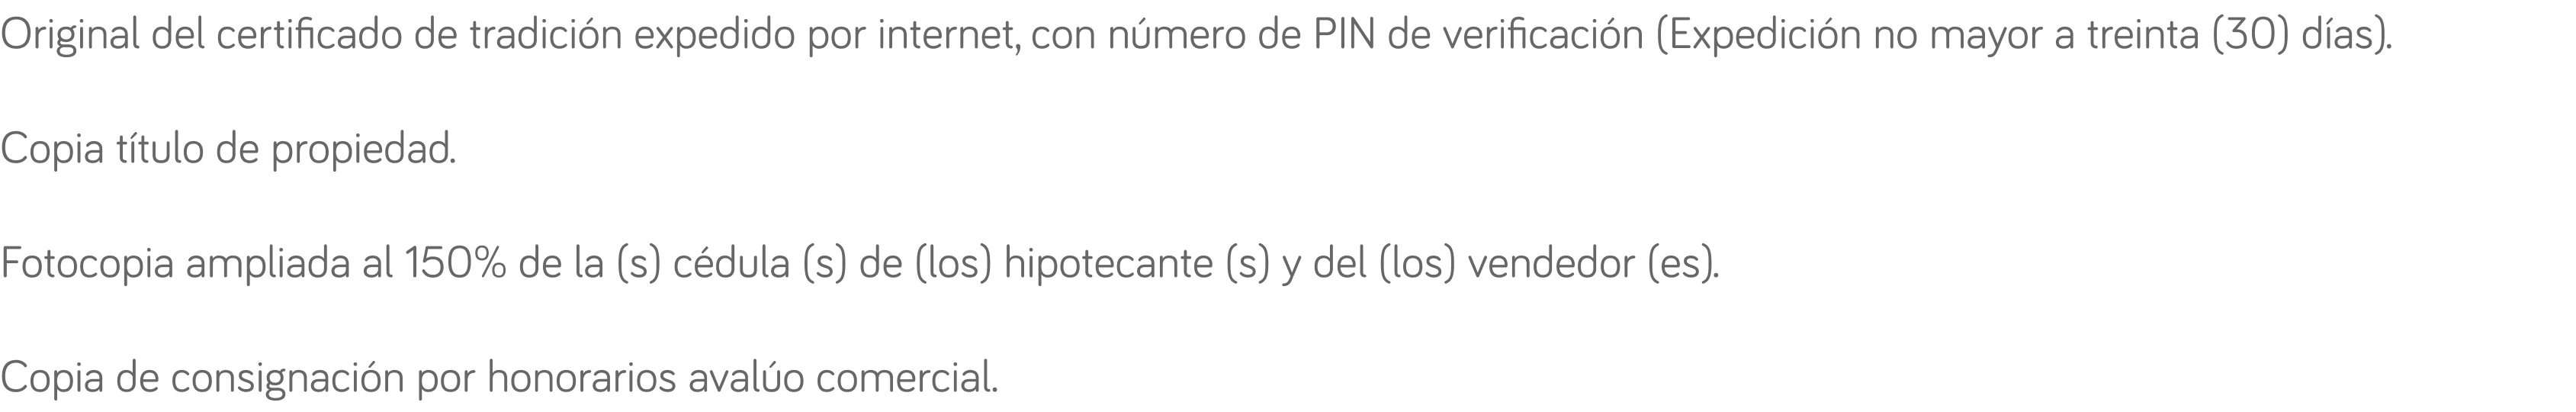 Original del certificado de tradición expedido por internet, con número de PIN de verificación (Expedición no mayor a treinta (30) días).
Copia título de propiedad.
Fotocopia ampliada al 150% de la (s) cédula (s) de (los) hipotecante (s) y del (los) vendedor (es).
Copia de consignación por honorarios avalúo comercial.